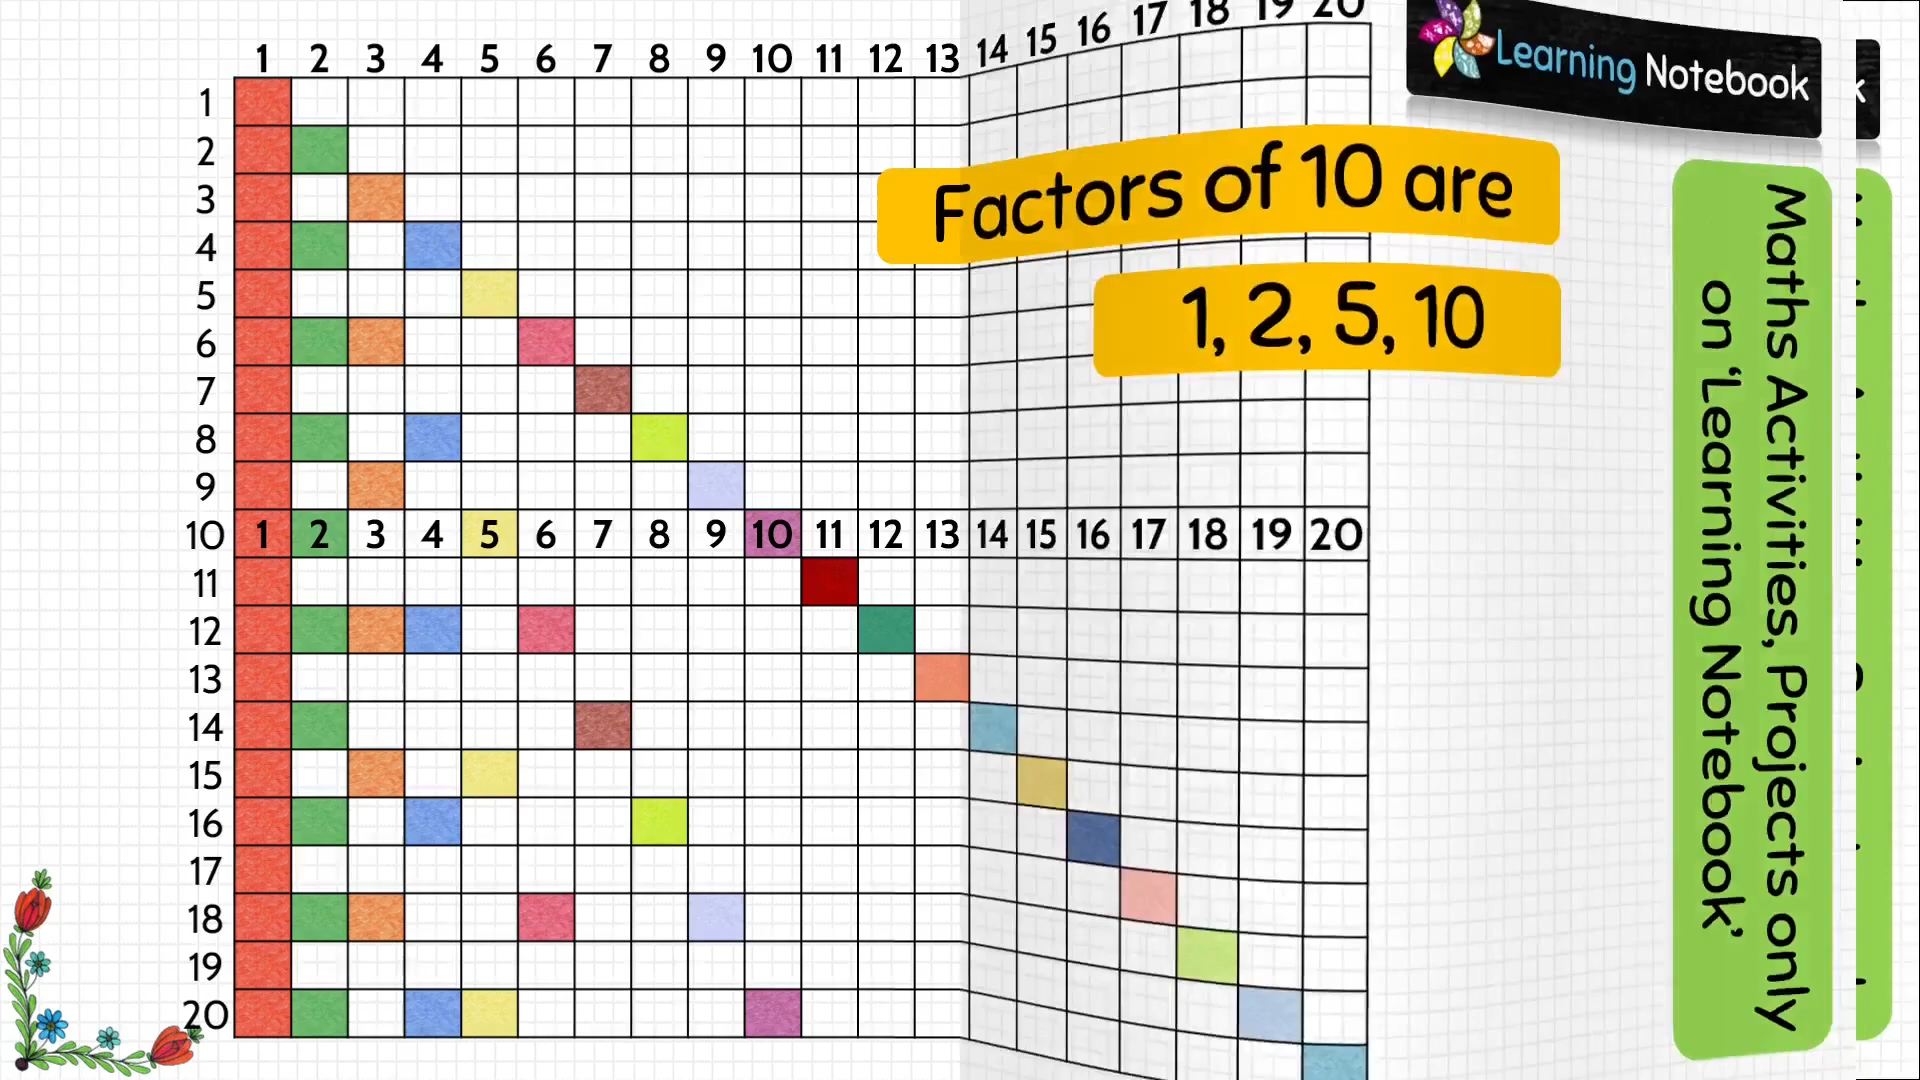 1 2 3 4 5 6 7 8 9 10 11 12 13 14 15 16 17 18 19 20
Learning Notebook
1
2
3
4
5
6
7
8
9
10 1 2 3 4 5 6 7 8 9 10 11 12 13 14 15 16 17 18 19 20
11
12
13
14
15
16
17
18
19
20
Factors of 10 are
1, 2, 5, 10
Maths Activities, Projects only
on 'Learning Notebook'